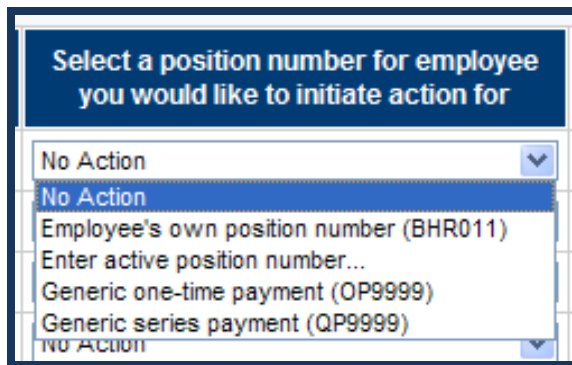 Select a position number for employee
you would like to initiate action for
No Action
No Action
Employee's own position number (BHR011)
Enter active position number...
Generic one-time payment (OP9999)
Generic series payment (QP9999)
No Action